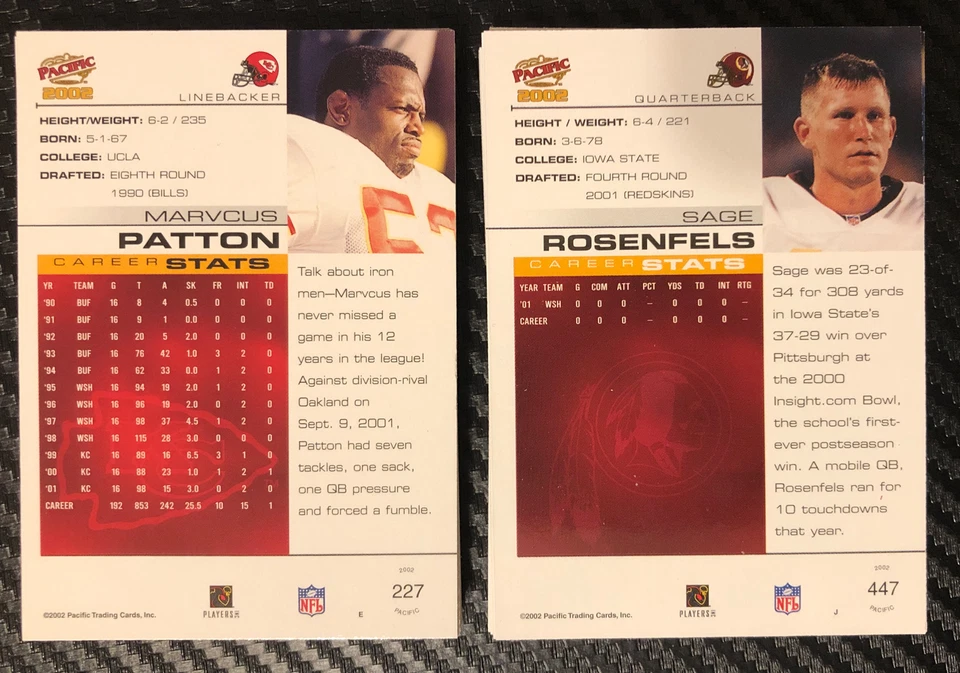 PACIFIC
2002
LINEBACKER
HEIGHT/WEIGHT: 6-2 / 235
BORN: 5-1-67
COLLEGE: UCLA
DRAFTED: EIGHTH ROUND
1990 (BILLS)
MARVCUS
PATTON
CAREER STATS
YR TEAM G T A SK FR INT TD
'90 BUF 16 8 4 0.5 0 0 0
'91 BUF 16 9 1 0.0 0 0 0
'92 BUF 16 20 5 2.0 0 0 0
'93 BUF 16 76 42 1.0 3 2 0
'94 BUF 16 62 33 0.0 1 2 0
'95 WSH 16 94 19 2.0 1 2 0
'96 WSH 16 96 19 2.0 0 2 0
'97 WSH 16 98 37 4.5 1 2 0
'98 WSH 16 115 28 3.0 0 0 0
'99 KC 16 89 16 6.5 3 1 0
'00 KC 16 88 23 1.0 1 2 1
'01 KC 16 98 15 3.0 0 2 0
CAREER 192 853 242 25.5 10 15 1
Talk about iron
men—Marvcus has
never missed a
game in his 12
years in the league!
Against division-rival
Oakland on
Sept. 9, 2001,
Patton had seven
tackles, one sack,
one QB pressure
and forced a fumble.
©2002 Pacific Trading Cards, Inc.
PLAYERS INC
NFL
E
2002
227
PACIFIC
PACIFIC
2002
QUARTERBACK
HEIGHT / WEIGHT: 6-4 / 221
BORN: 3-6-78
COLLEGE: IOWA STATE
DRAFTED: FOURTH ROUND
2001 (REDSKINS)
SAGE
ROSENFELS
CAREER STATS
YEAR TEAM G COM ATT PCT YDS TD INT RTG
'01 WSH 0 0 0 – 0 0 0 –
CAREER 0 0 0 – 0 0 0 –
Sage was 23-of-
34 for 308 yards
in Iowa State's
37-29 win over
Pittsburgh at
the 2000
Insight.com Bowl,
the school's first-
ever postseason
win. A mobile QB,
Rosenfels ran for
10 touchdowns
that year.
©2002 Pacific Trading Cards, Inc.
PLAYERS INC
NFL
J
2002
447
PACIFIC